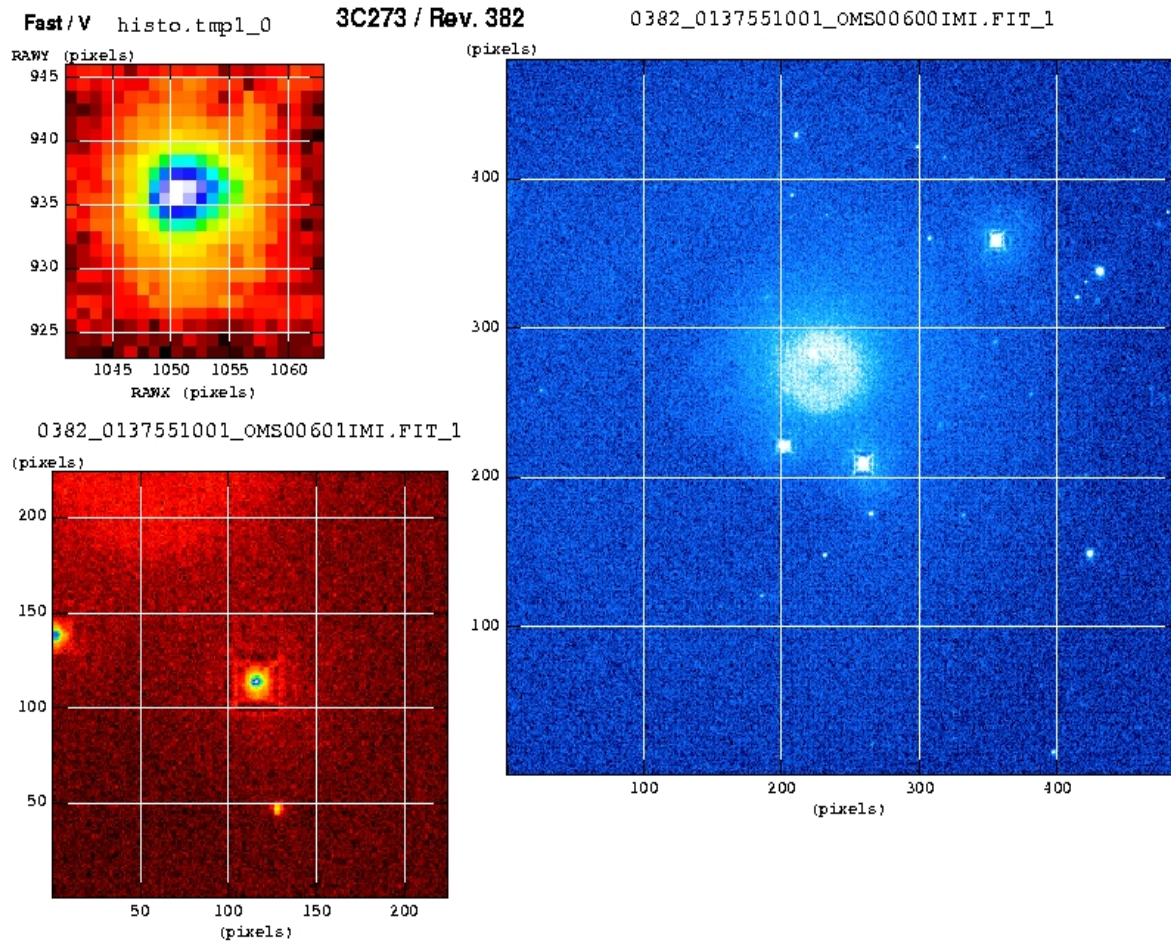 Fast / V histo.tmpl_0
3C273 / Rev. 382
0382_0137551001_OMS00600IMI.FIT_1
RAWY (pixels)
945
940
935
930
925
1045 1050 1055 1060
RAWX (pixels)
(pixels)
400
300
200
100
100 200 300 400
(pixels)
0382_0137551001_OMS00601IMI.FIT_1
(pixels)
200
150
100
50
50 100 150 200
(pixels)